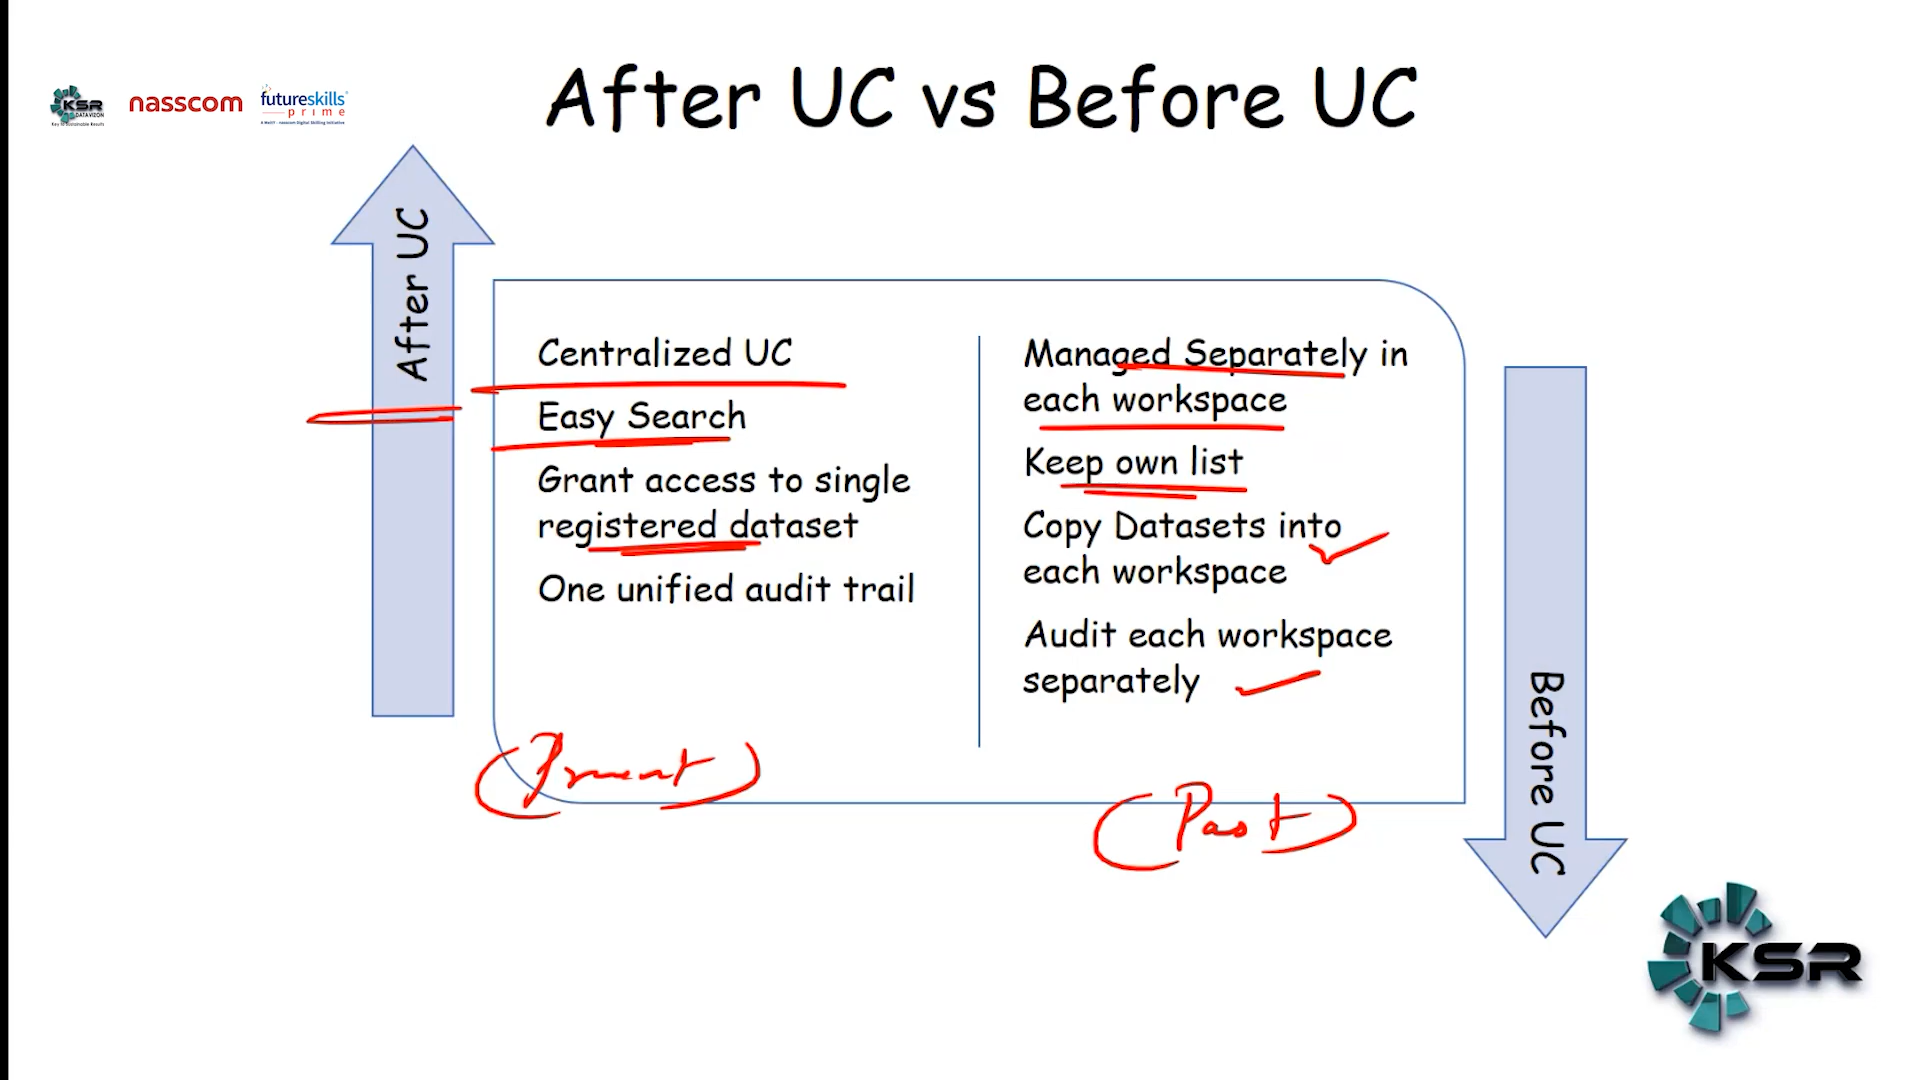 After UC vs Before UC
KSR
DATAVIZON
nasscom
futureskills
prime
After UC
Centralized UC
Easy Search
Grant access to single
registered dataset
One unified audit trail
Managed Separately in
each workspace
Keep own list
Copy Datasets into
each workspace
Audit each workspace
separately
Before UC
(Present)
(Past)
KSR